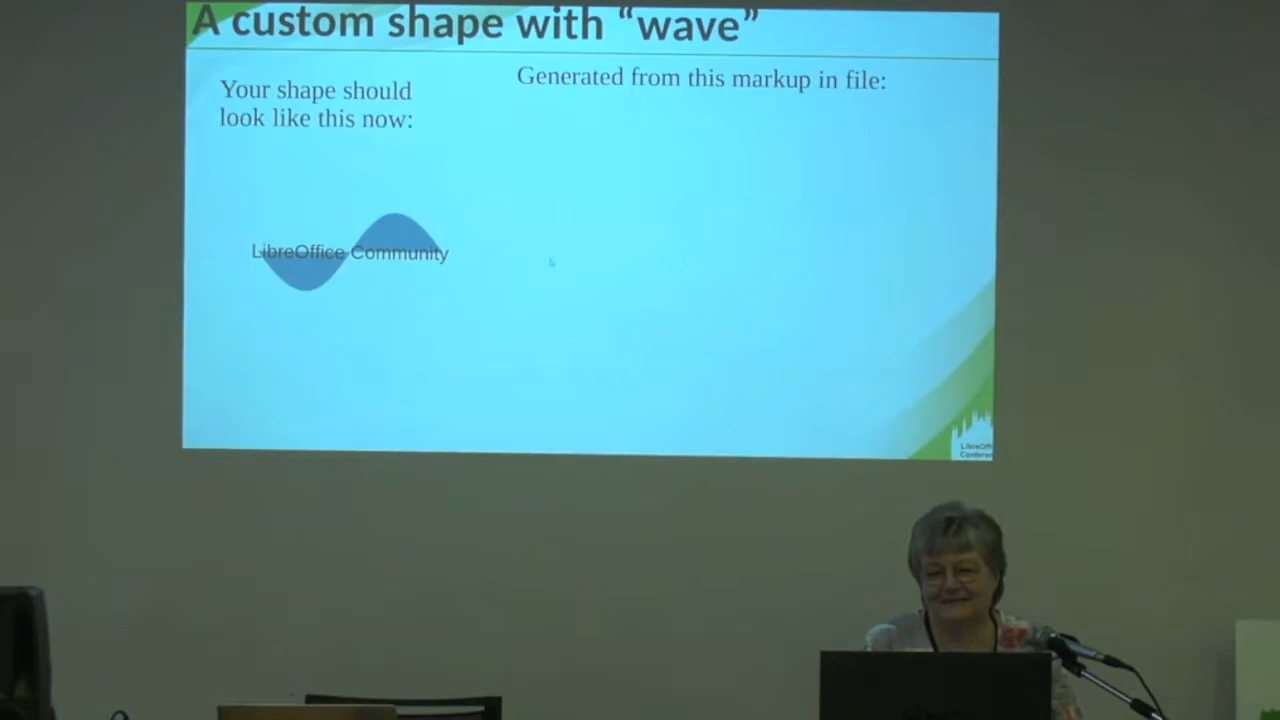 A custom shape with “wave”
Your shape should
look like this now:
Generated from this markup in file:
LibreOffice Community